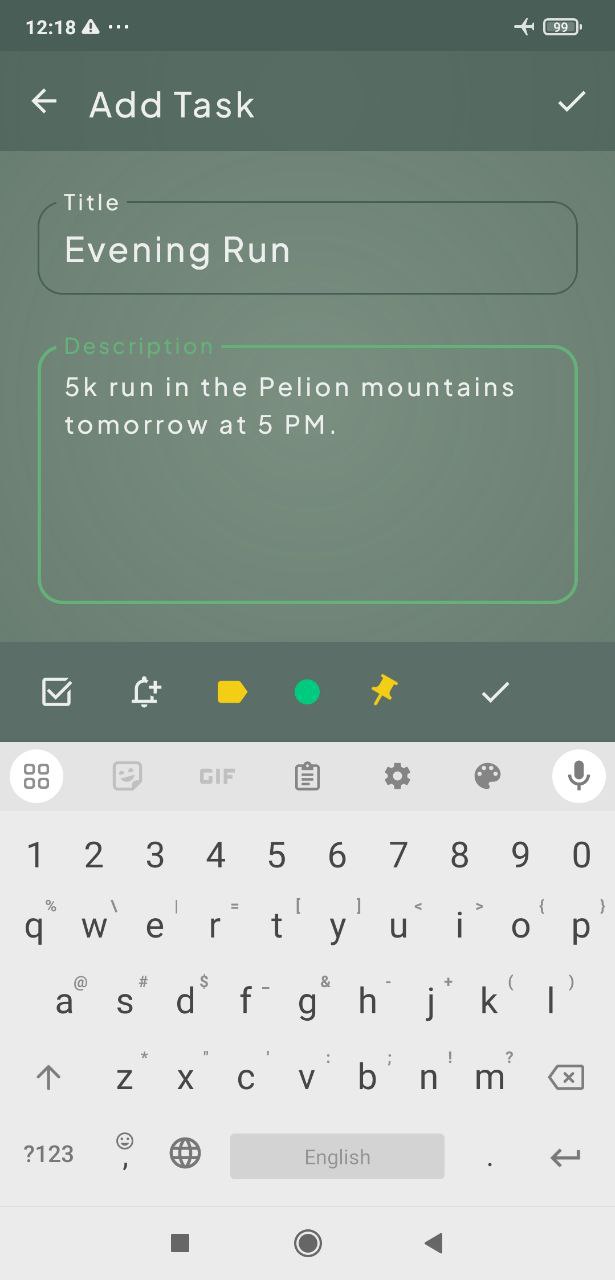 12:18
99
Add Task
Title
Evening Run
Description
5k run in the Pelion mountains
tomorrow at 5 PM.
GIF
1 2 3 4 5 6 7 8 9 0
% \ | = [ ] < > { }
q w e r t y u i o p
@ # $ _ & - + ( )
a s d f g h j k l
* " ' : ; ! ?
z x c v b n m
?123 , English .